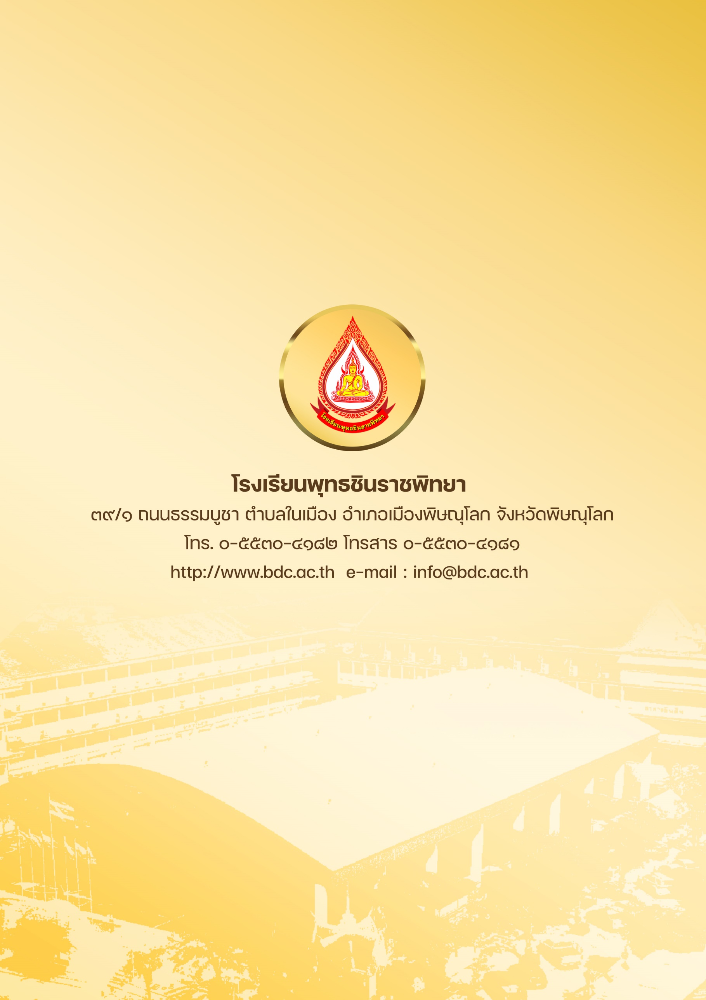 โรงเรียนพุทธชินราชพิทยา
โรงเรียนพุทธชินราชพิทยา
๓๙/๑ ถนนธรรมบูชา ตำบลในเมือง อำเภอเมืองพิษณุโลก จังหวัดพิษณุโลก
โทร. ๐-๕๕๓๐-๔๑๘๒ โทรสาร ๐-๕๕๓๐-๔๑๘๑
http://www.bdc.ac.th e-mail : info@bdc.ac.th